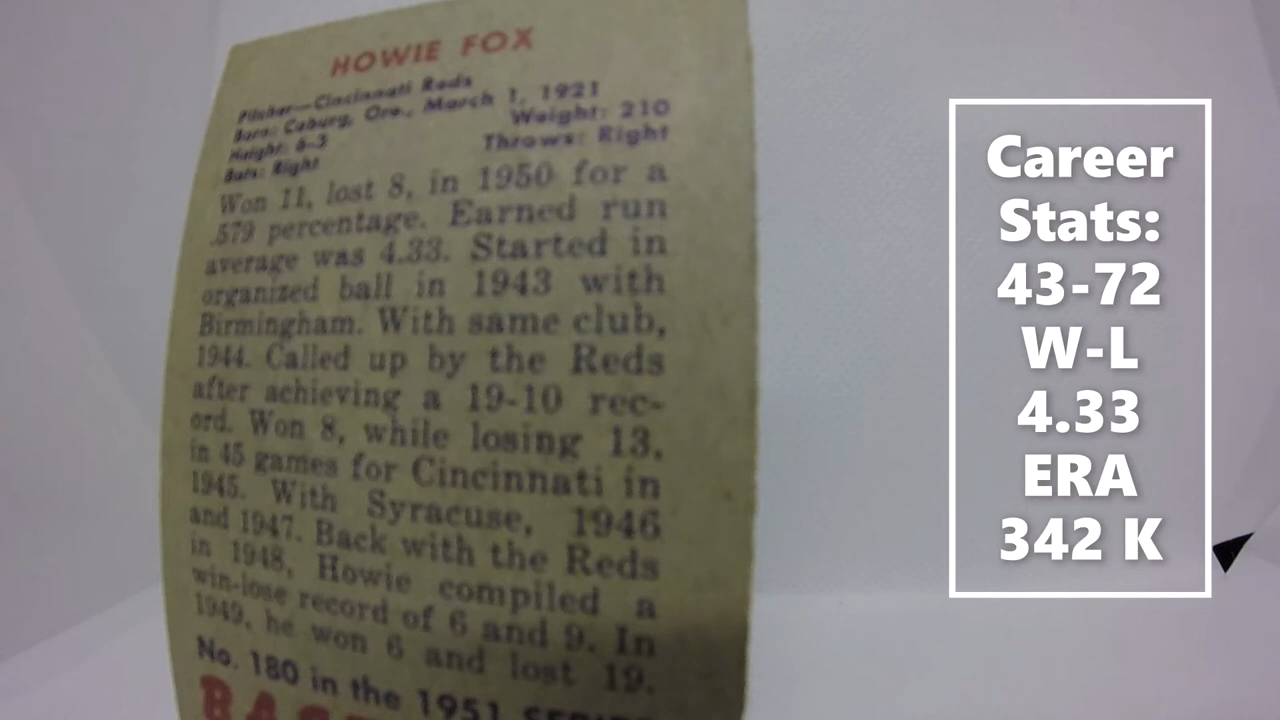 HOWIE FOX
Pitcher—Cincinnati Reds
Born: Coburg, Ore., March 1, 1921
Height: 6-3 Weight: 210
Bats: Right Throws: Right
Won 11, lost 8, in 1950 for a
.579 percentage. Earned run
average was 4.33. Started in
organized ball in 1943 with
Birmingham. With same club,
1944. Called up by the Reds
after achieving a 19-10 rec-
ord. Won 8, while losing 13,
in 45 games for Cincinnati in
1945. With Syracuse, 1946
and 1947. Back with the Reds
in 1948, Howie compiled a
win-lose record of 6 and 9. In
1949, he won 6 and lost 19.
No. 180 in the 1951 SERIES
Career
Stats:
43-72
W-L
4.33
ERA
342 K